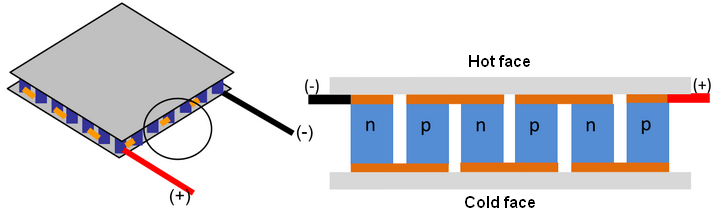 Hot face
(-)
(+)
n p n p n p
(-)
(+)
Cold face